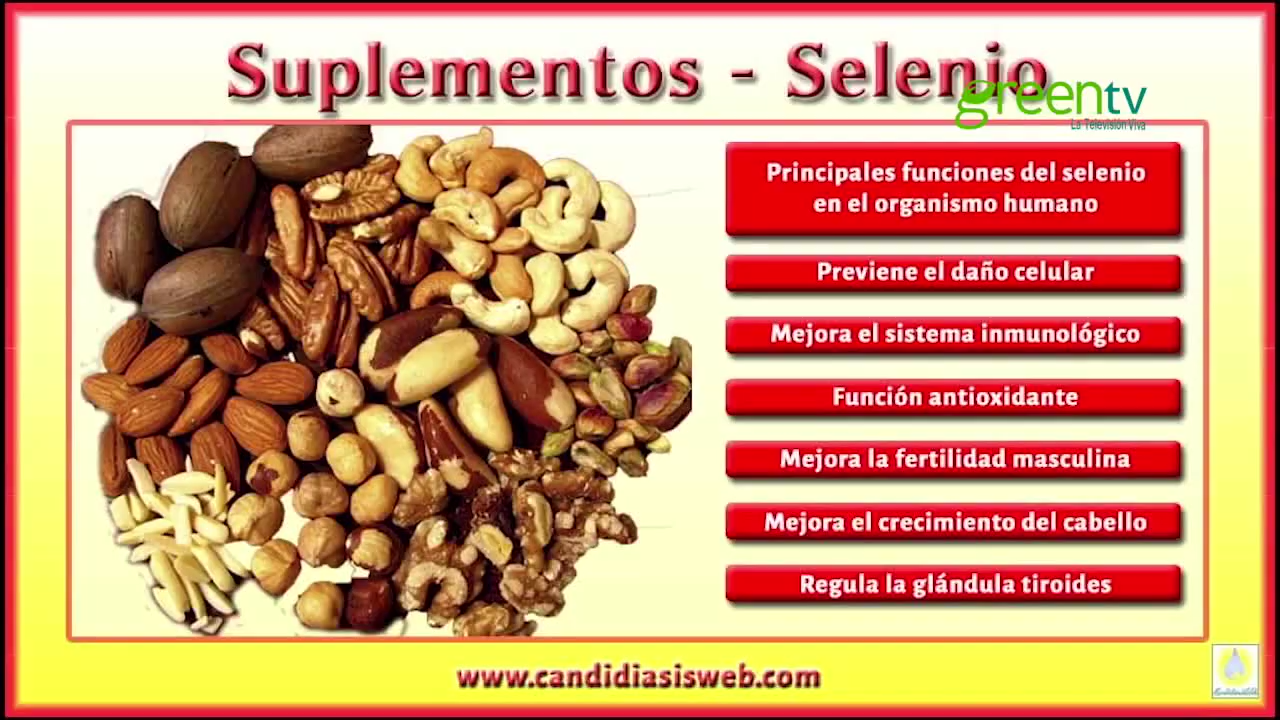 Suplementos - Selenio
greentv
La Televisión Viva
Principales funciones del selenio
en el organismo humano
Previene el daño celular
Mejora el sistema inmunológico
Función antioxidante
Mejora la fertilidad masculina
Mejora el crecimiento del cabello
Regula la glándula tiroides
www.candidiasisweb.com